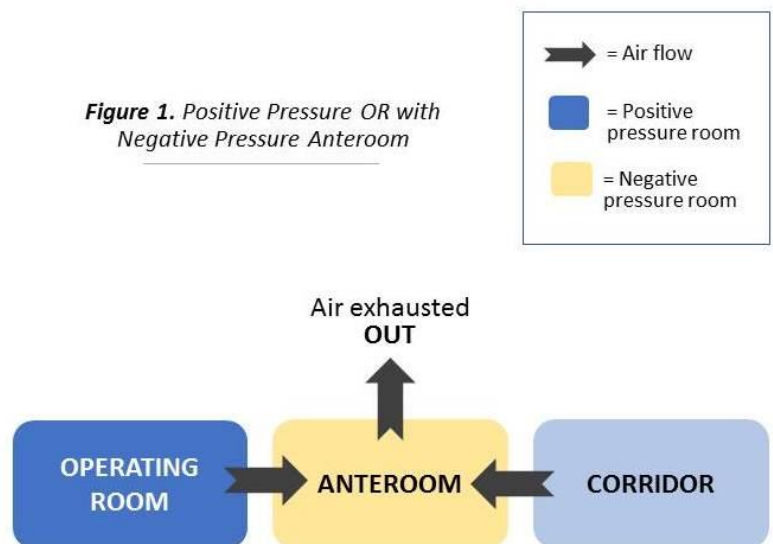 Figure 1. Positive Pressure OR with
Negative Pressure Anteroom
= Air flow
= Positive
pressure room
= Negative
pressure room
Air exhausted
OUT
OPERATING
ROOM
ANTEROOM
CORRIDOR